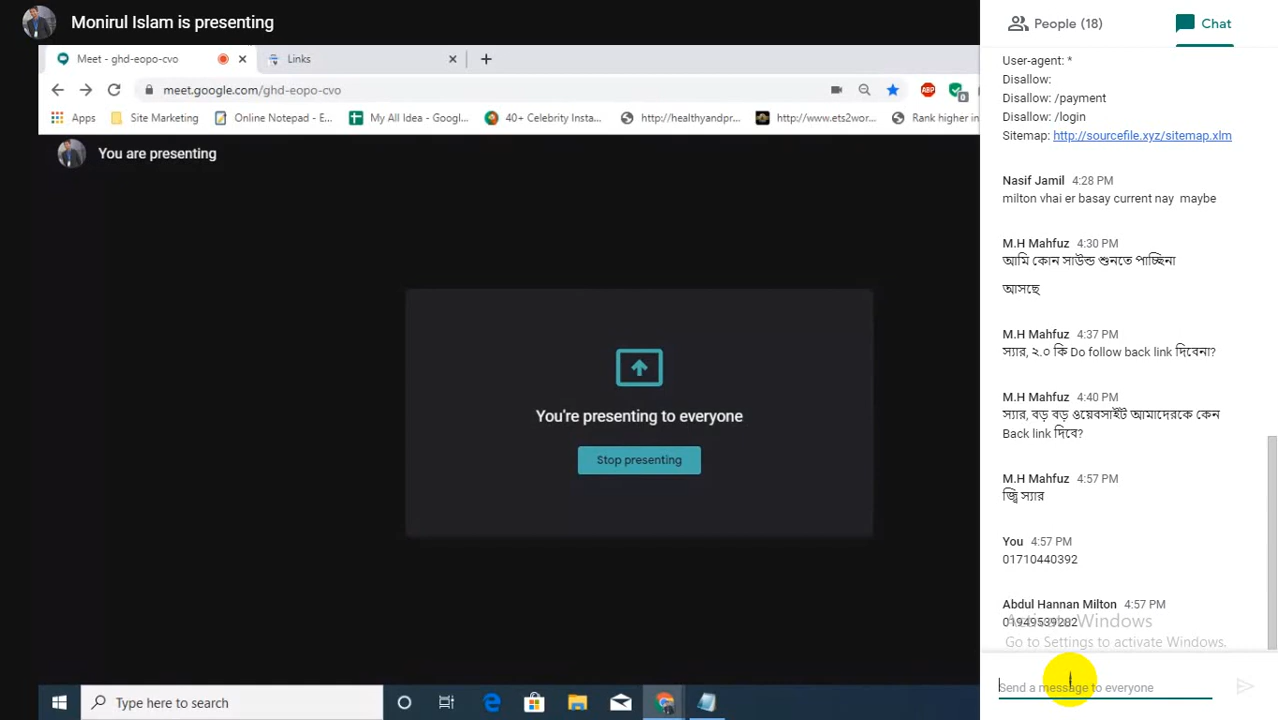 Monirul Islam is presenting
People (18)
Chat
Meet - ghd-eopo-cvo
Links
meet.google.com/ghd-eopo-cvo
ABP
0
Apps
Site Marketing
Online Notepad - E...
My All Idea - Googl...
40+ Celebrity Insta...
http://healthyandpr...
http://www.ets2wor...
Rank higher in
You are presenting
You're presenting to everyone
Stop presenting
User-agent: *
Disallow:
Disallow: /payment
Disallow: /login
Sitemap: http://sourcefile.xyz/sitemap.xlm
Nasif Jamil 4:28 PM
milton vhai er basay current nay maybe
M.H Mahfuz 4:30 PM
আমি কোন সাউন্ড শুনতে পাচ্ছিনা
আসছে
M.H Mahfuz 4:37 PM
স্যার, ২.০ কি Do follow back link দিবেনা?
M.H Mahfuz 4:40 PM
স্যার, বড় বড় ওয়েবসাইট আমাদেরকে কেন
Back link দিবে?
M.H Mahfuz 4:57 PM
জ্বি স্যার
You 4:57 PM
01710440392
Abdul Hannan Milton 4:57 PM
01949539282
Activate Windows
Go to Settings to activate Windows.
Send a message to everyone
Type here to search